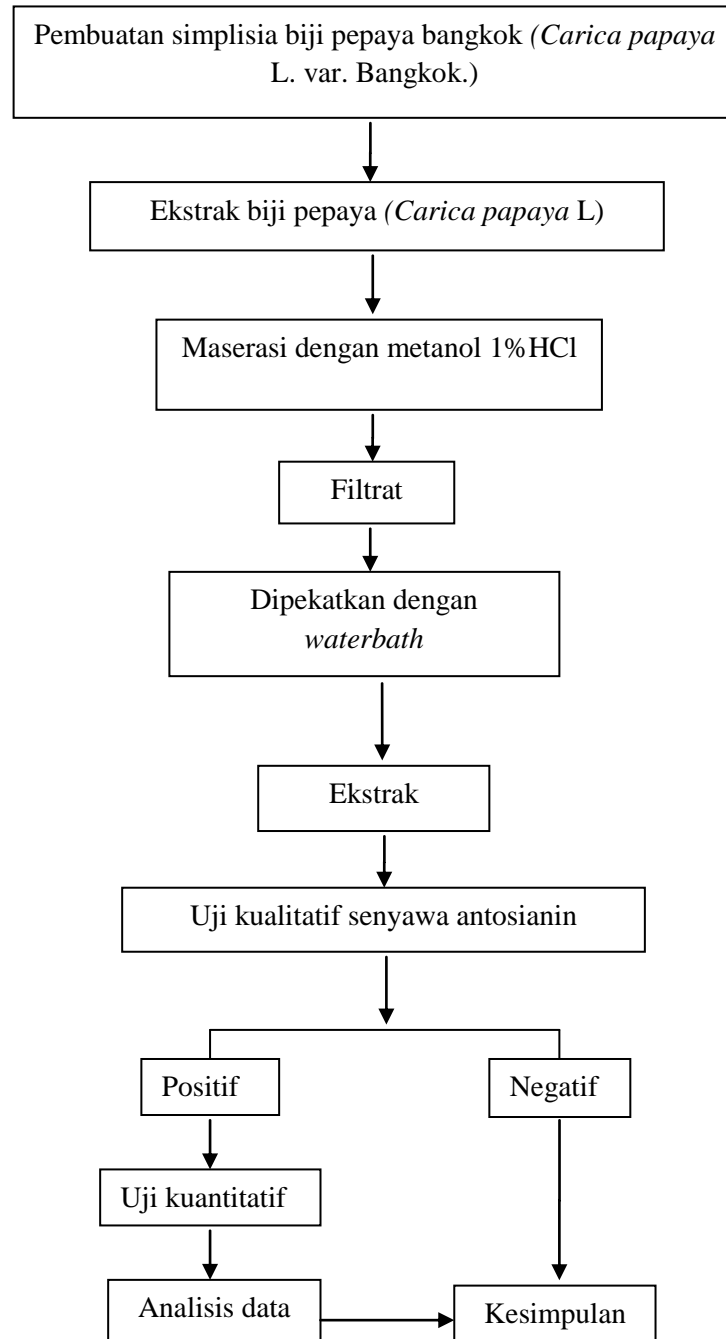 Pembuatan simplisia biji pepaya bangkok (Carica papaya
L. var. Bangkok.)
Ekstrak biji pepaya (Carica papaya L)
Maserasi dengan metanol 1%HCl
Filtrat
Dipekatkan dengan
waterbath
Ekstrak
Uji kualitatif senyawa antosianin
Positif
Negatif
Uji kuantitatif
Analisis data
Kesimpulan